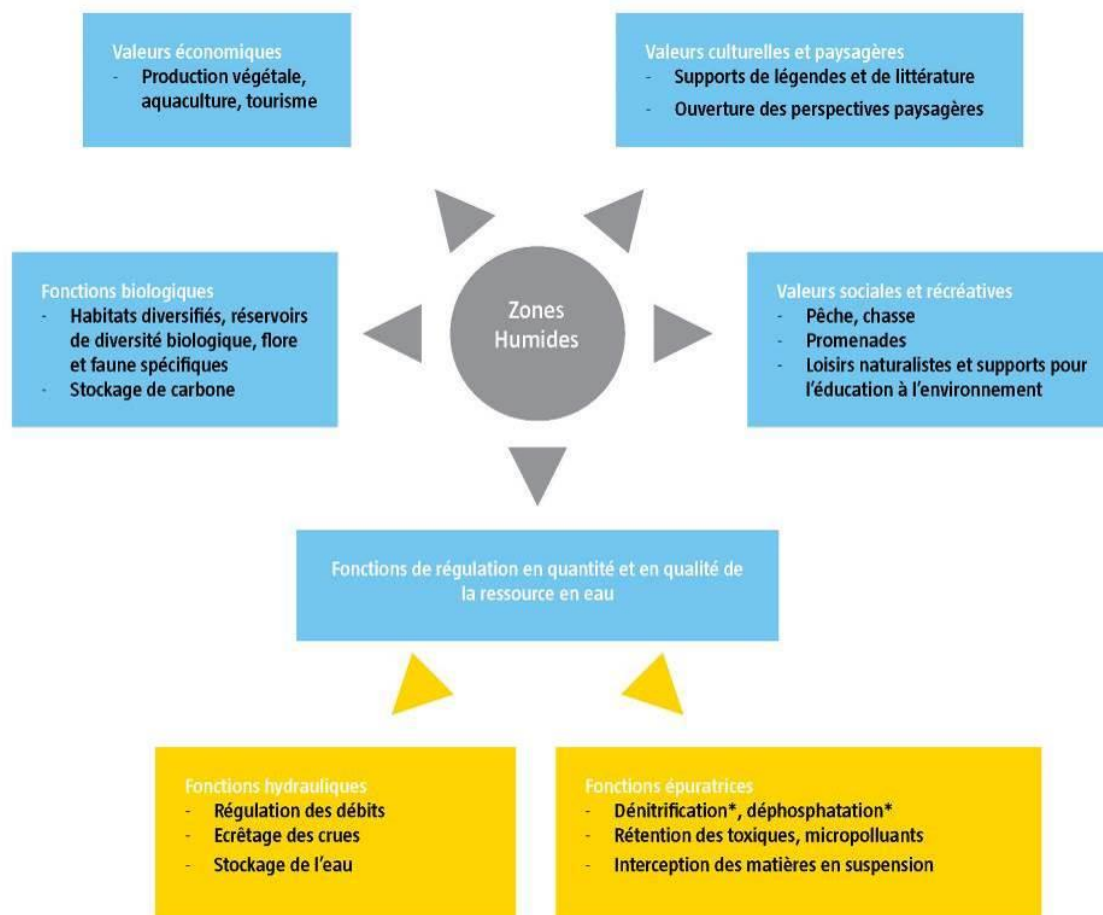 Valeurs économiques
- Production végétale,
aquaculture, tourisme
Valeurs culturelles et paysagères
- Supports de légendes et de littérature
- Ouverture des perspectives paysagères
Fonctions biologiques
- Habitats diversifiés, réservoirs
de diversité biologique, flore
et faune spécifiques
- Stockage de carbone
Zones
Humides
Valeurs sociales et récréatives
- Pêche, chasse
- Promenades
- Loisirs naturalistes et supports pour
l'éducation à l'environnement
Fonctions de régulation en quantité et en qualité de
la ressource en eau
Fonctions hydrauliques
- Régulation des débits
- Ecrêtage des crues
- Stockage de l'eau
Fonctions épuratrices
- Dénitrification*, déphosphatation*
- Rétention des toxiques, micropolluants
- Interception des matières en suspension